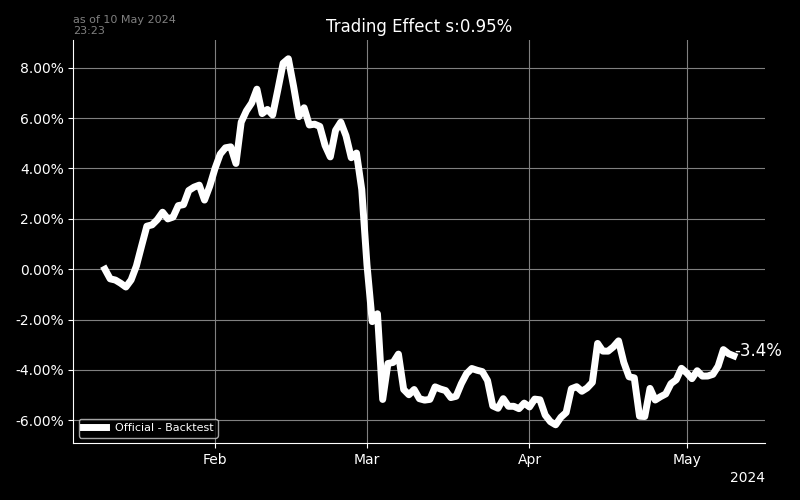 as of 10 May 2024
23:23
Trading Effect s:0.95%
8.00%
6.00%
4.00%
2.00%
0.00%
-2.00%
-4.00%
-6.00%
-3.4%
Official - Backtest
Feb
Mar
Apr
May
2024